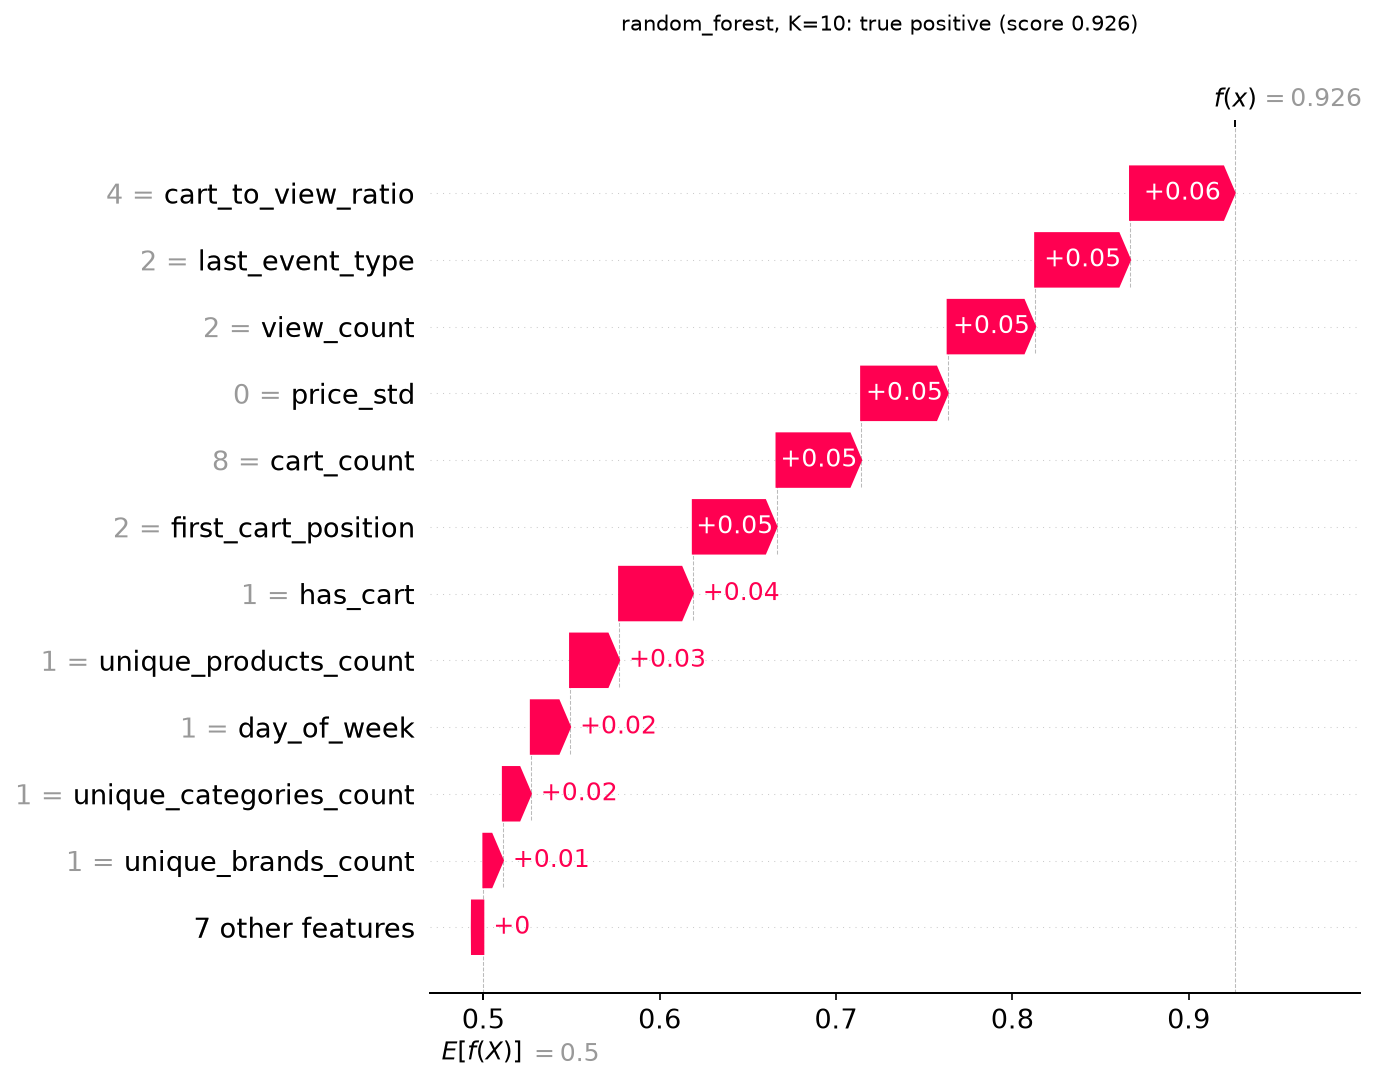 random_forest, K=10: true positive (score 0.926)
f(x) = 0.926
4 = cart_to_view_ratio +0.06
2 = last_event_type +0.05
2 = view_count +0.05
0 = price_std +0.05
8 = cart_count +0.05
2 = first_cart_position +0.05
1 = has_cart +0.04
1 = unique_products_count +0.03
1 = day_of_week +0.02
1 = unique_categories_count +0.02
1 = unique_brands_count +0.01
7 other features +0
0.5 0.6 0.7 0.8 0.9
E[f(X)] = 0.5